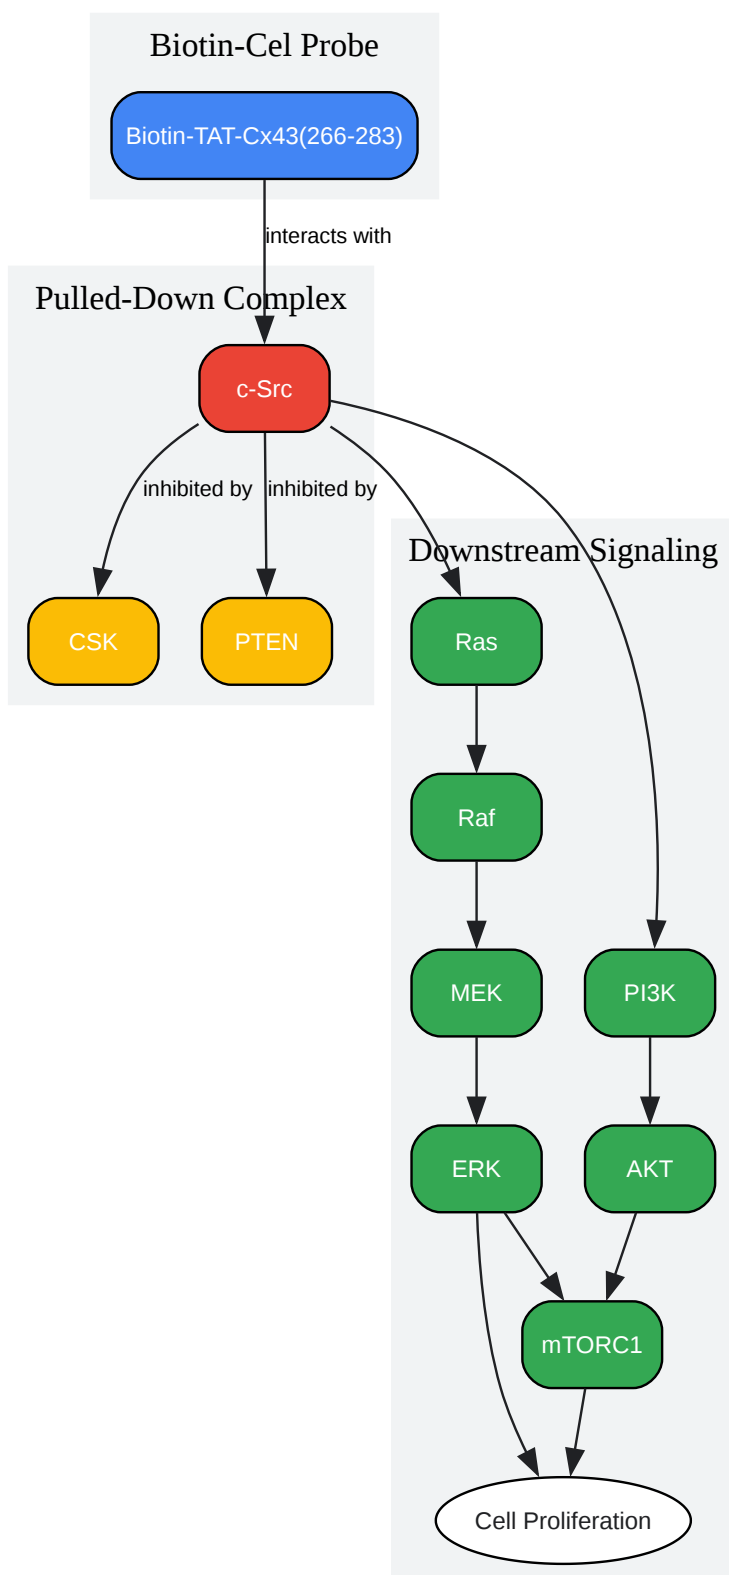 Biotin-Cel Probe
Biotin-TAT-Cx43(266-283)
interacts with
Pulled-Down Complex
c-Src
inhibited by
inhibited by
Downstream Signaling
CSK
PTEN
Ras
Raf
MEK
PI3K
ERK
AKT
mTORC1
Cell Proliferation